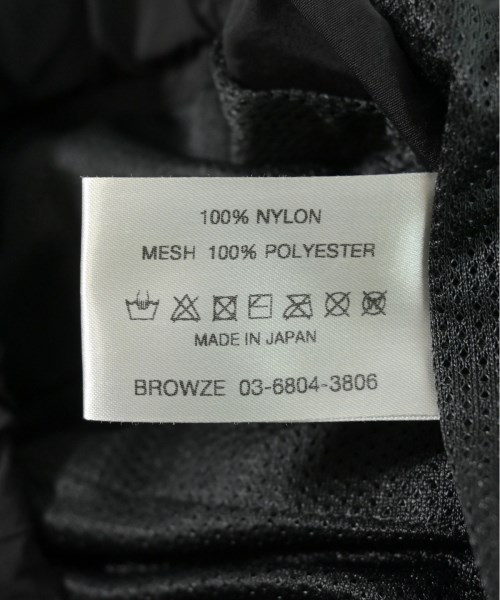 100% NYLON
MESH 100% POLYESTER
MADE IN JAPAN
BROWZE 03-6804-3806